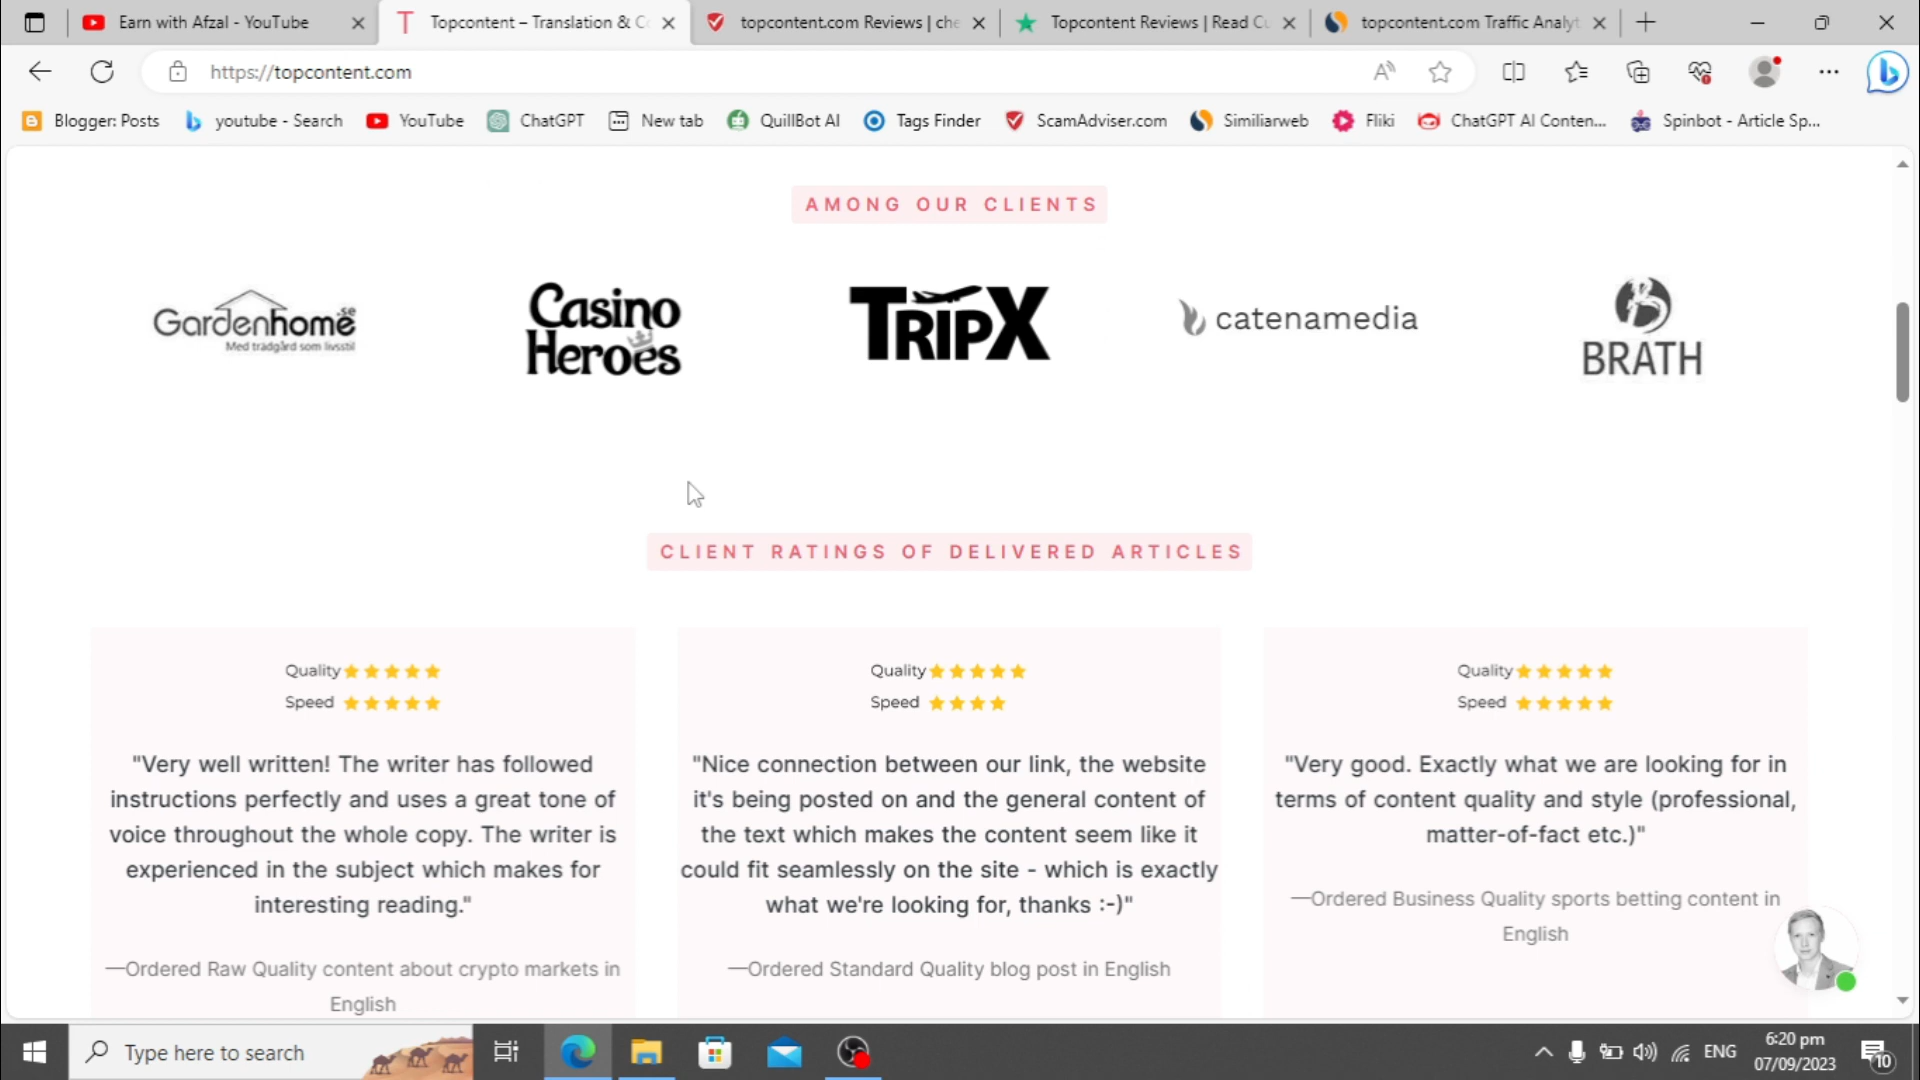 Earn with Afzal - YouTube
Topcontent – Translation & C
topcontent.com Reviews | che
Topcontent Reviews | Read Cu
topcontent.com Traffic Analyt
https://topcontent.com
Blogger: Posts
youtube - Search
YouTube
ChatGPT
New tab
QuillBot AI
Tags Finder
ScamAdviser.com
Similiarweb
Fliki
ChatGPT AI Conten...
Spinbot - Article Sp...
AMONG OUR CLIENTS
Gardenhome.se
Med trädgård som livsstil
Casino
Heroes
TRIPX
catenamedia
B
BRATH
CLIENT RATINGS OF DELIVERED ARTICLES
Quality
Speed
"Very well written! The writer has followed
instructions perfectly and uses a great tone of
voice throughout the whole copy. The writer is
experienced in the subject which makes for
interesting reading."
—Ordered Raw Quality content about crypto markets in
English
Quality
Speed
"Nice connection between our link, the website
it's being posted on and the general content of
the text which makes the content seem like it
could fit seamlessly on the site - which is exactly
what we're looking for, thanks :-)"
—Ordered Standard Quality blog post in English
Quality
Speed
"Very good. Exactly what we are looking for in
terms of content quality and style (professional,
matter-of-fact etc.)"
—Ordered Business Quality sports betting content in
English
Type here to search
ENG
6:20 pm
07/09/2023
10